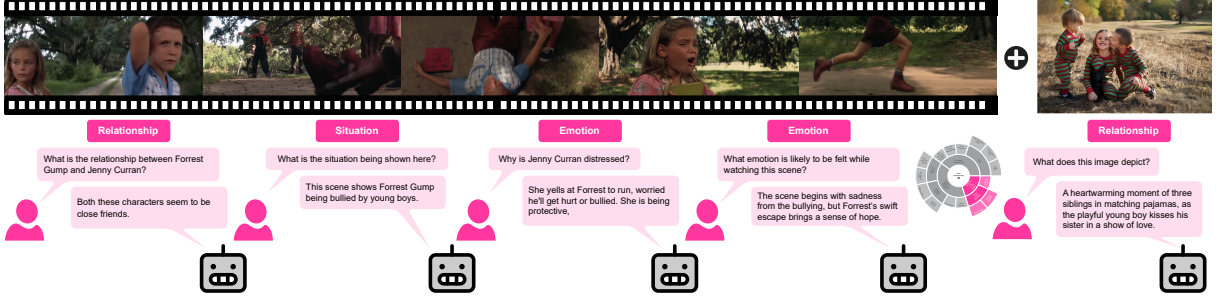 Relationship
What is the relationship between Forrest
Gump and Jenny Curran?
Both these characters seem to be
close friends.
Situation
What is the situation being shown here?
This scene shows Forrest Gump
being bullied by young boys.
Emotion
Why is Jenny Curran distressed?
She yells at Forrest to run, worried
he'll get hurt or bullied. She is being
protective,
Emotion
What emotion is likely to be felt while
watching this scene?
The scene begins with sadness
from the bullying, but Forrest's swift
escape brings a sense of hope.
Relationship
What does this image depict?
A heartwarming moment of three
siblings in matching pajamas, as
the playful young boy kisses his
sister in a show of love.